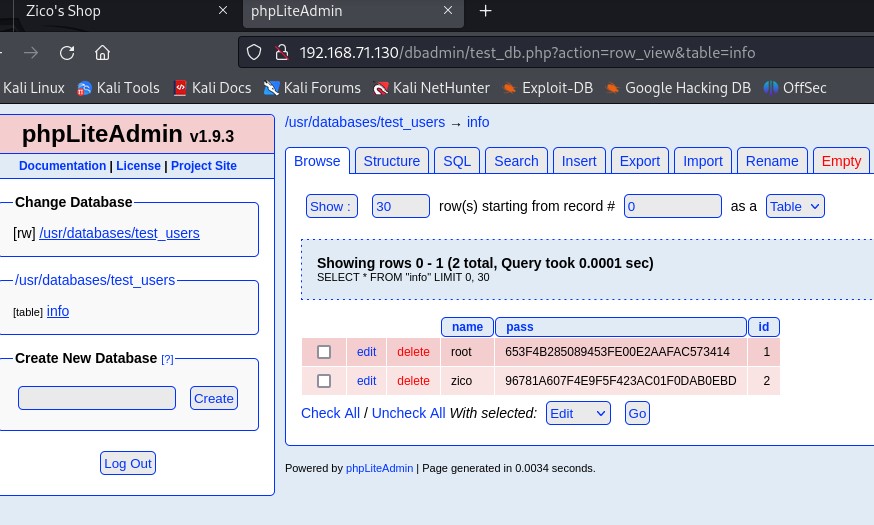 Zico's Shop × phpLiteAdmin × +
192.168.71.130/dbadmin/test_db.php?action=row_view&table=info
Kali Linux Kali Tools Kali Docs Kali Forums Kali NetHunter Exploit-DB Google Hacking DB OffSec
phpLiteAdmin v1.9.3
Documentation | License | Project Site
Change Database
[rw] /usr/databases/test_users
/usr/databases/test_users
[table] info
Create New Database [?]
Create
Log Out
/usr/databases/test_users → info
Browse Structure SQL Search Insert Export Import Rename Empty
Show : 30 row(s) starting from record # 0 as a Table
Showing rows 0 - 1 (2 total, Query took 0.0001 sec)
SELECT * FROM "info" LIMIT 0, 30
name pass id
edit delete root 653F4B285089453FE00E2AAFAC573414 1
edit delete zico 96781A607F4E9F5F423AC01F0DAB0EBD 2
Check All / Uncheck All With selected: Edit Go
Powered by phpLiteAdmin | Page generated in 0.0034 seconds.